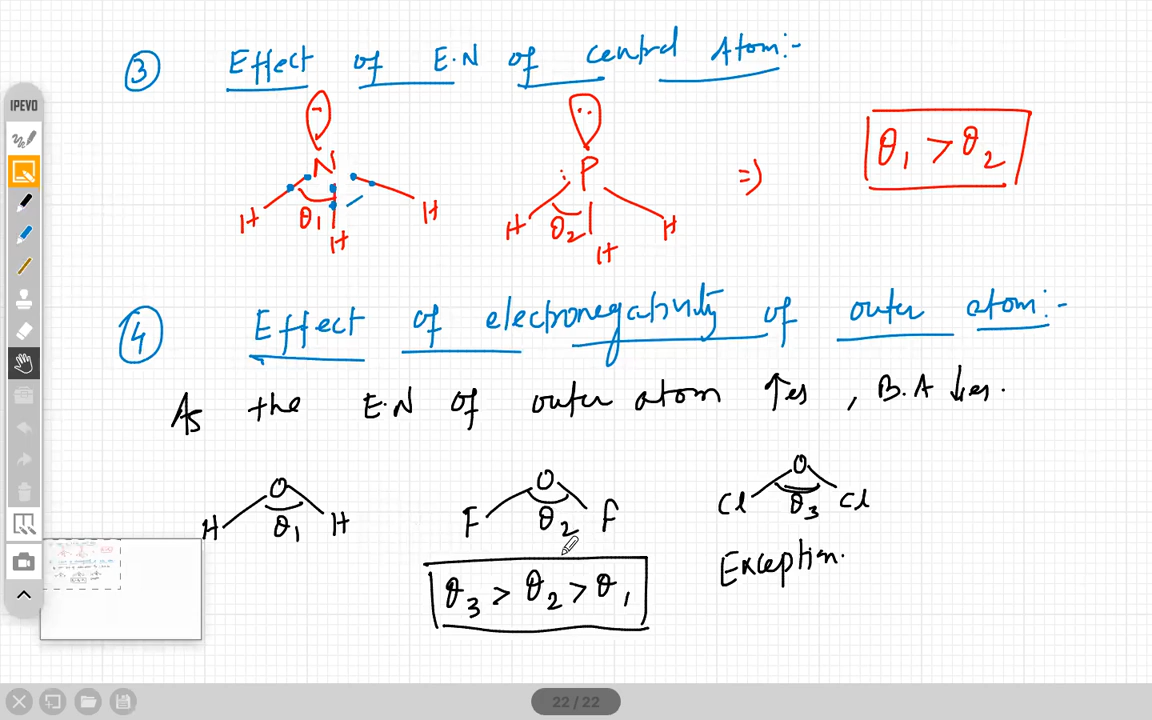 ③ Effect of E.N of central Atom:-
IPEVO
N
P
θ₁ > θ₂
=)
H θ₁ H
H
H θ₂ H
H
④ Effect of electronegativity of outer atom:-
As the E.N of outer atom ↑es, B.A ↓es.
O
H θ₁ H
O
F θ₂ F
O
Cl θ₃ Cl
Exception.
θ₃ > θ₂ > θ₁
22 / 22